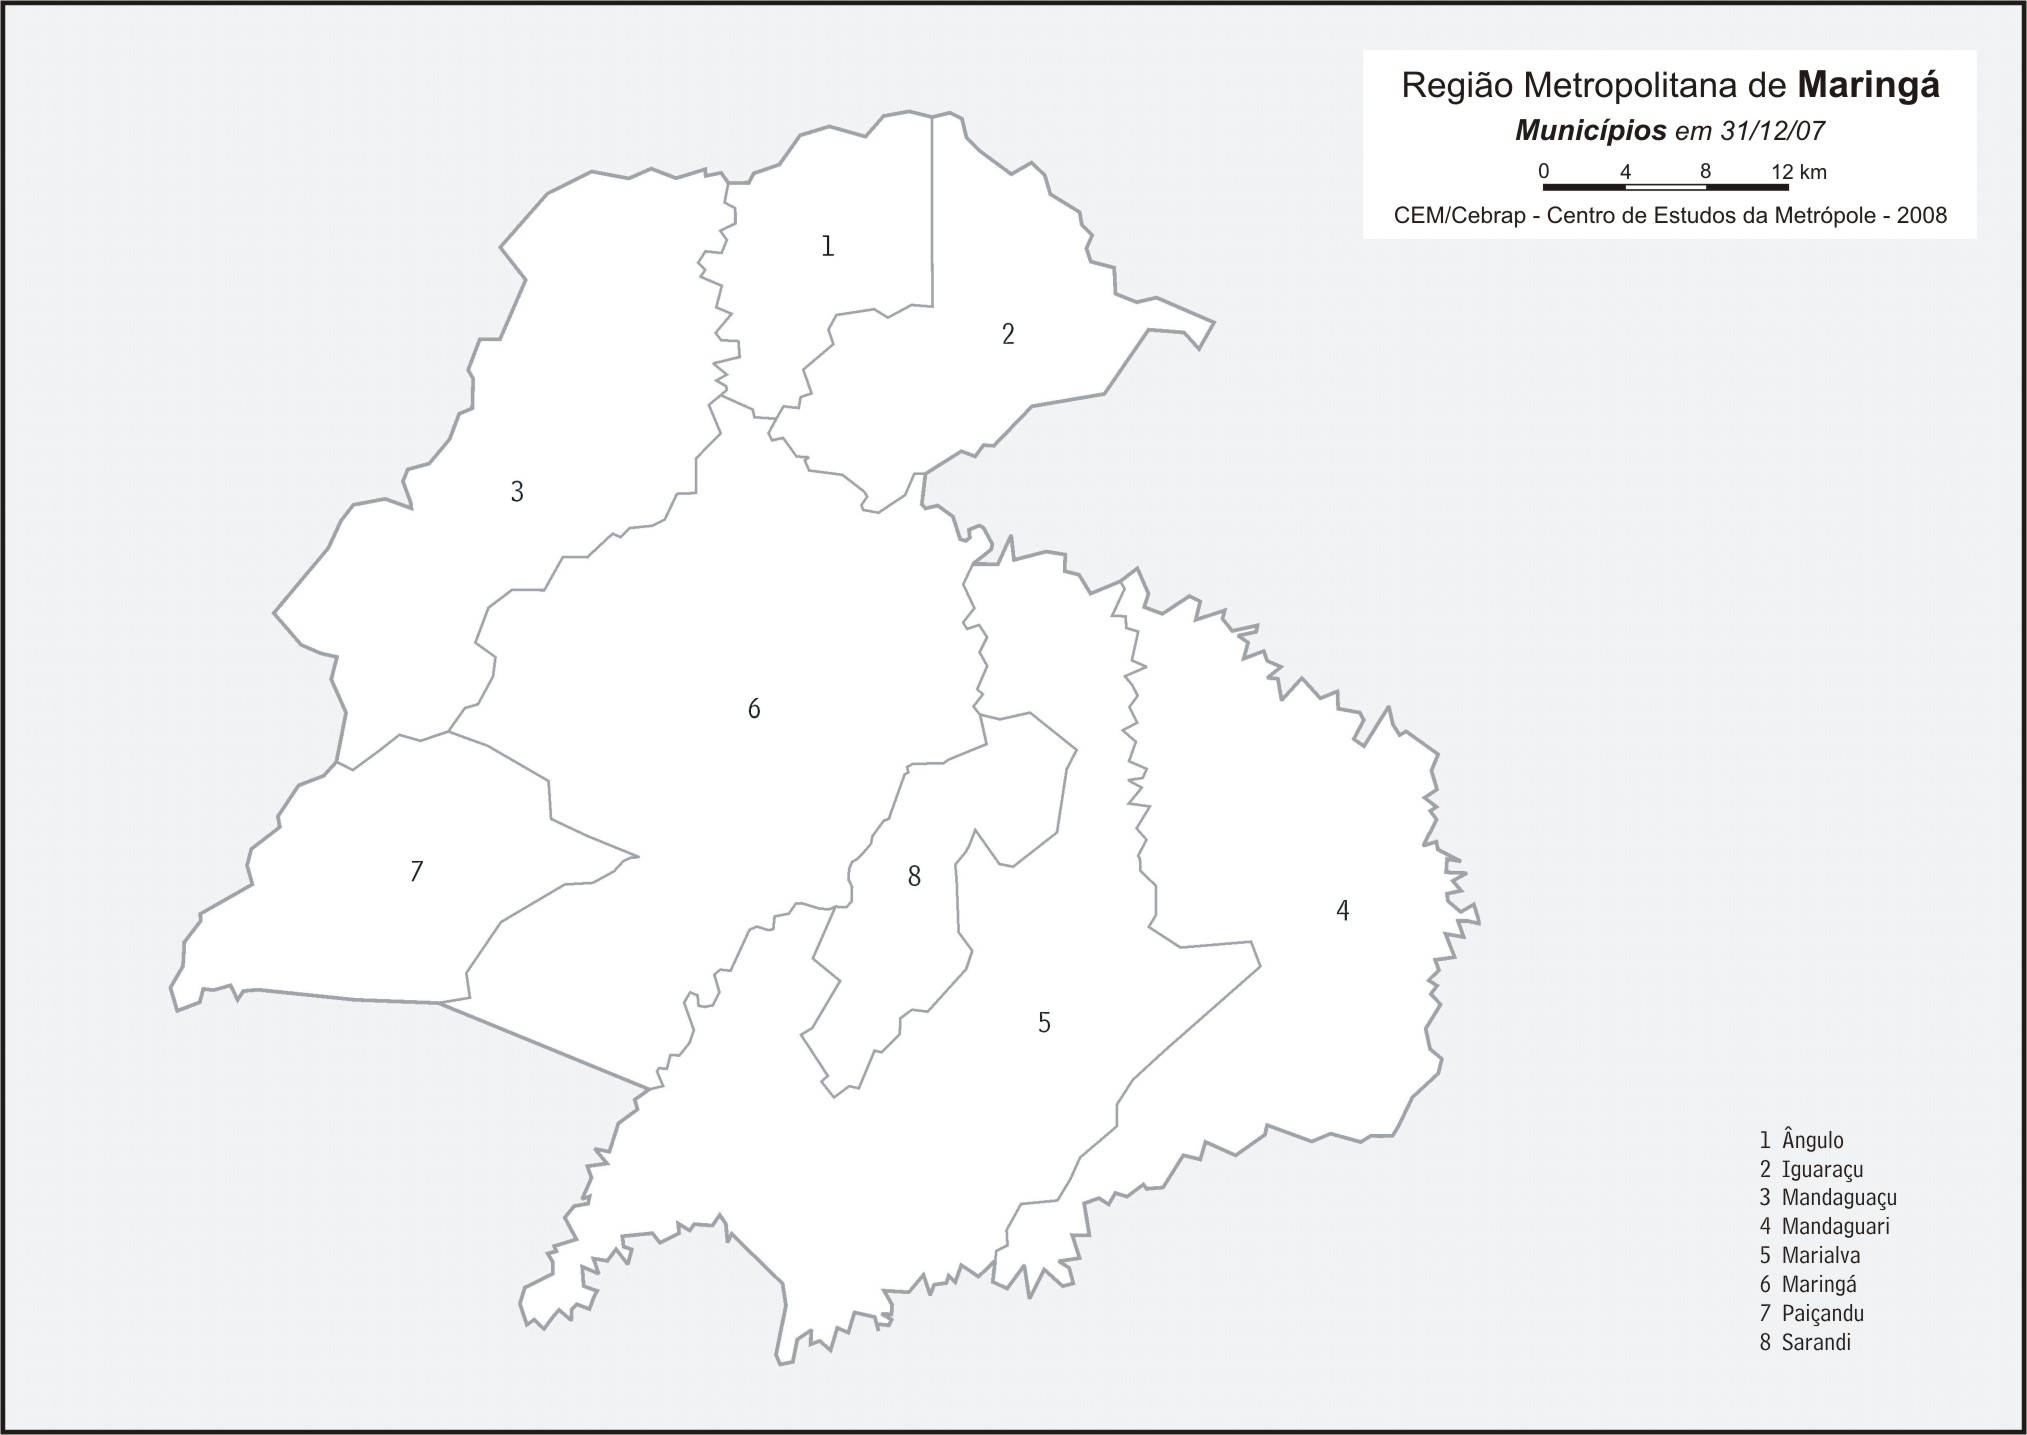 Região Metropolitana de Maringá
Municípios em 31/12/07
0 4 8 12 km
CEM/Cebrap - Centro de Estudos da Metrópole - 2008
1
2
3
6
7
8
4
5
1 Ângulo
2 Iguaraçu
3 Mandaguaçu
4 Mandaguari
5 Marialva
6 Maringá
7 Paiçandu
8 Sarandi